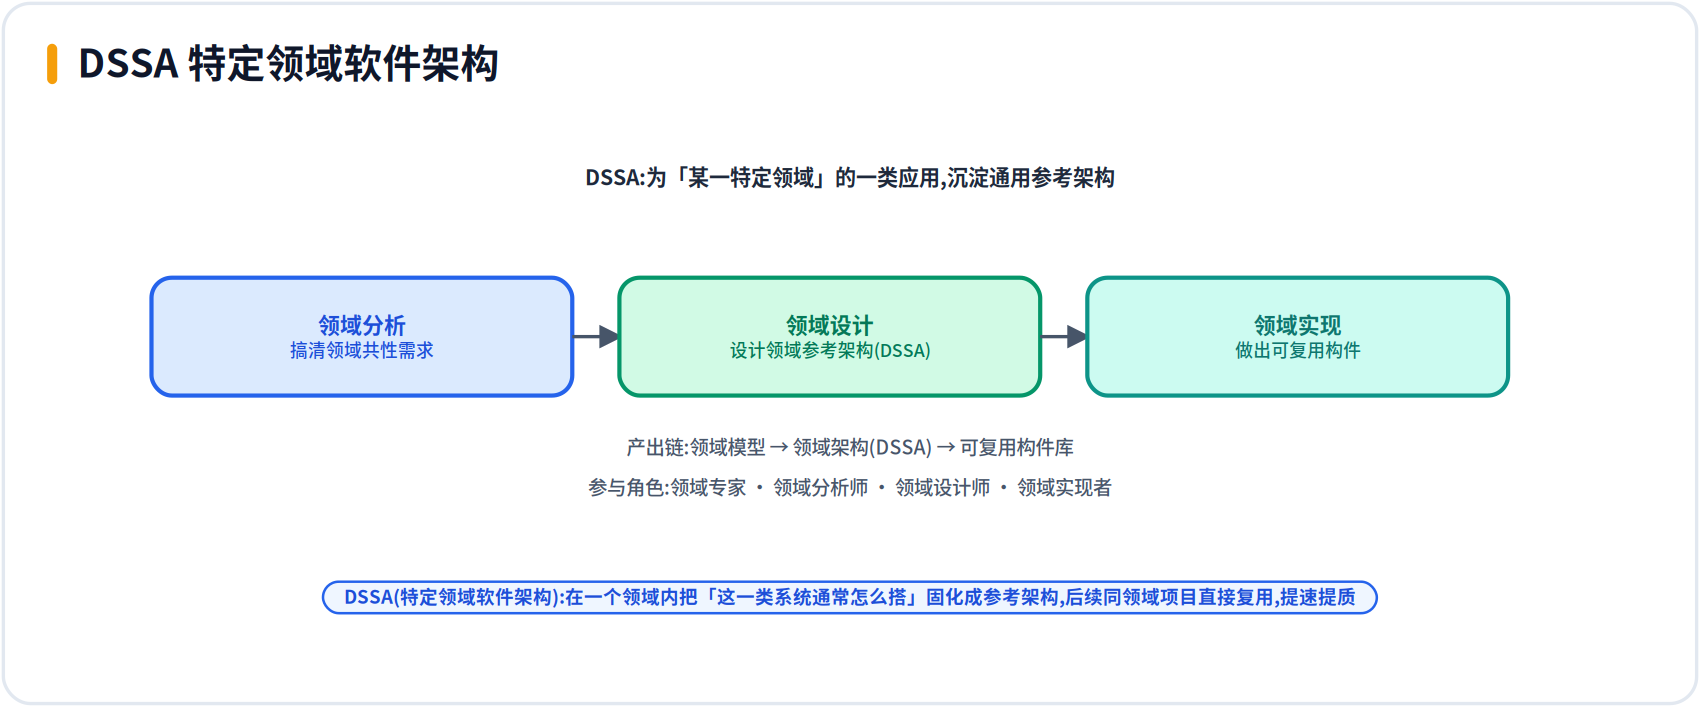 DSSA 特定领域软件架构
DSSA:为「某一特定领域」的一类应用,沉淀通用参考架构
领域分析
搞清领域共性需求
领域设计
设计领域参考架构(DSSA)
领域实现
做出可复用构件
产出链:领域模型 → 领域架构(DSSA) → 可复用构件库
参与角色:领域专家 · 领域分析师 · 领域设计师 · 领域实现者
DSSA(特定领域软件架构):在一个领域内把「这一类系统通常怎么搭」固化成参考架构,后续同领域项目直接复用,提速提质